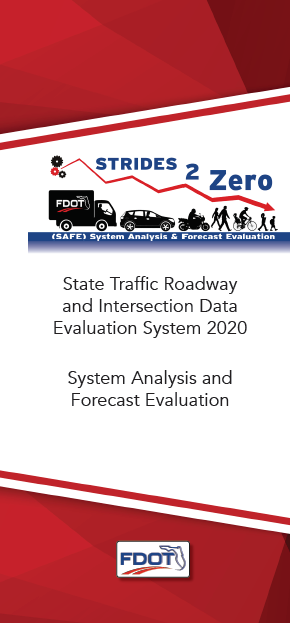 STRIDES 2 Zero
FDOT
(SAFE) System Analysis & Forecast Evaluation
State Traffic Roadway
and Intersection Data
Evaluation System 2020
System Analysis and
Forecast Evaluation
FDOT